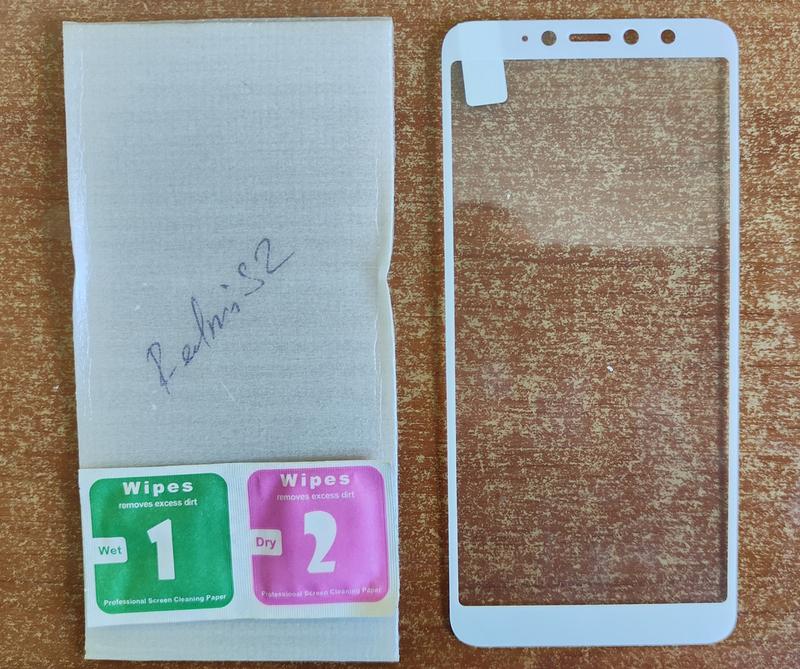 Redmi S2
Wipes
removes excess dirt
Wet
1
Professional Screen Cleaning Paper
Wipes
removes excess dirt
Dry
2
Professional Screen Cleaning Paper